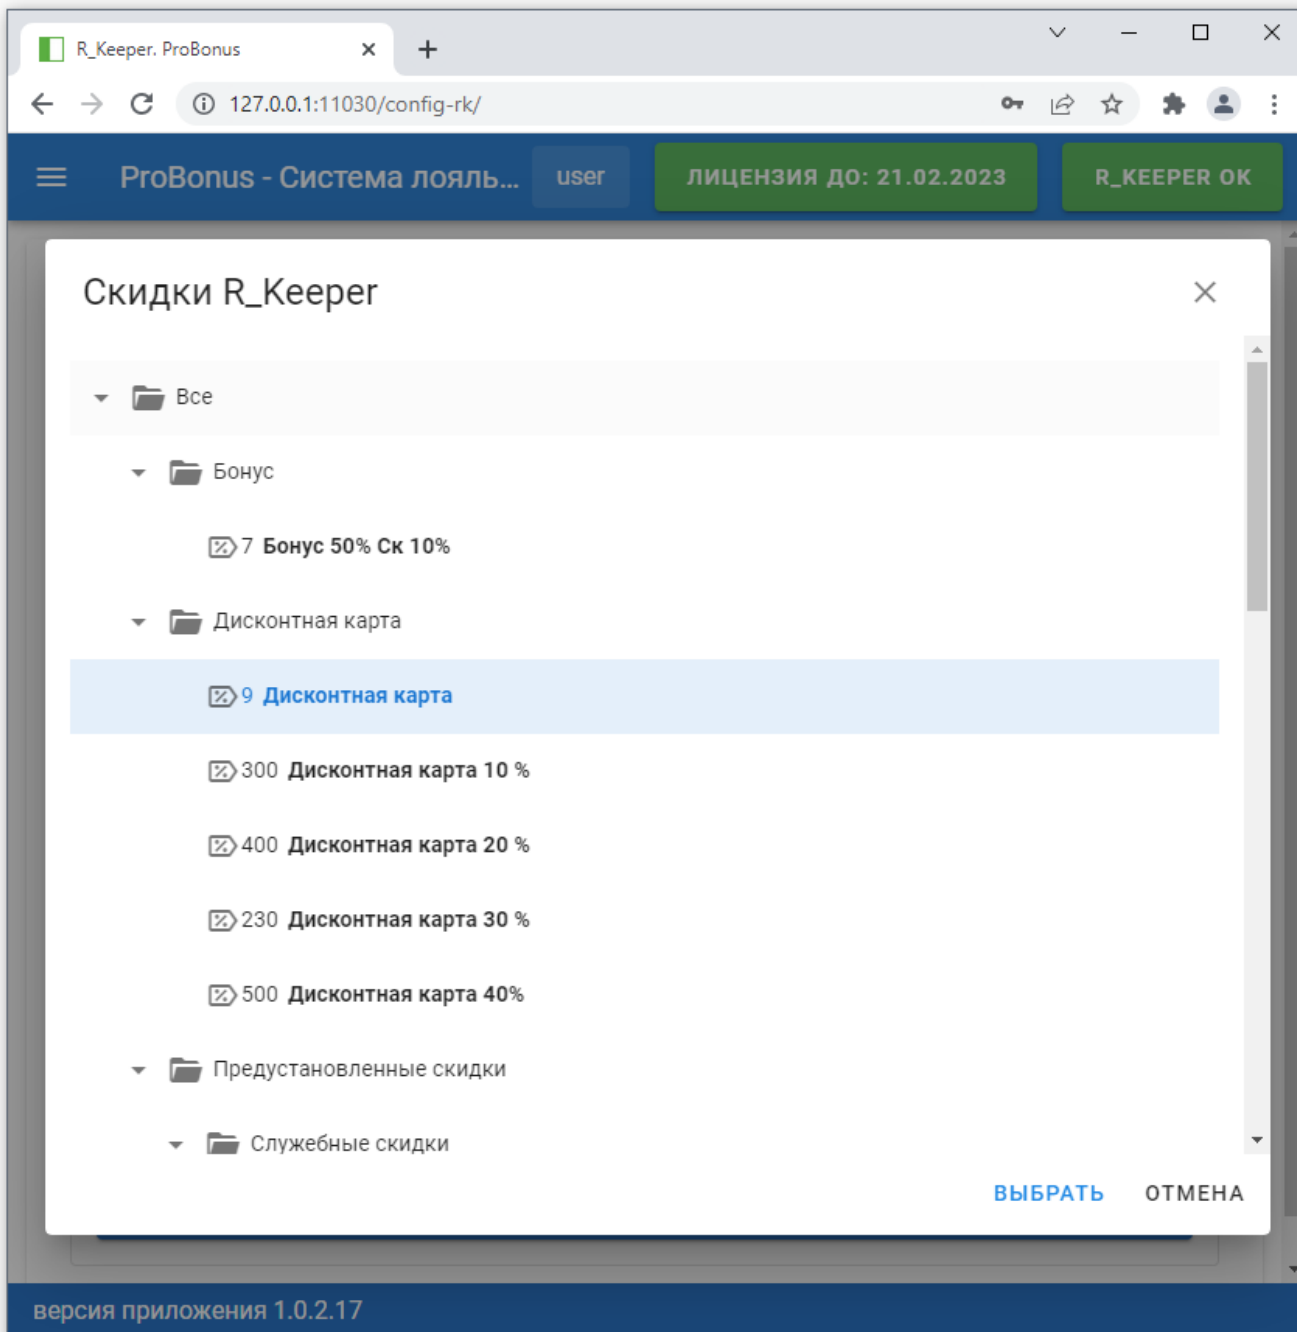 R_Keeper. ProBonus
127.0.0.1:11030/config-rk/
ProBonus - Система лояль... user ЛИЦЕНЗИЯ ДО: 21.02.2023 R_KEEPER OK
Скидки R_Keeper
Все
Бонус
7 Бонус 50% Ск 10%
Дисконтная карта
9 Дисконтная карта
300 Дисконтная карта 10 %
400 Дисконтная карта 20 %
230 Дисконтная карта 30 %
500 Дисконтная карта 40%
Предустановленные скидки
Служебные скидки
ВЫБРАТЬ ОТМЕНА
версия приложения 1.0.2.17